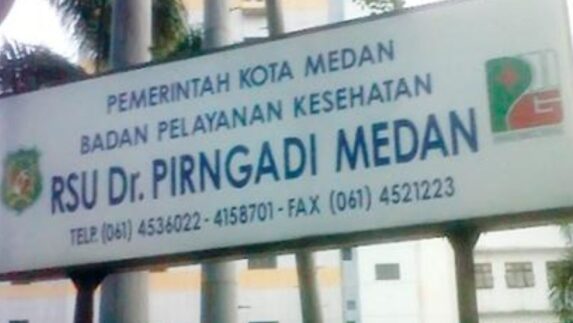 PEMERINTAH KOTA MEDAN
BADAN PELAYANAN KESEHATAN
RSU Dr. PIRNGADI MEDAN
TELP. (061) 4536022 - 4158701 - FAX (061) 4521223